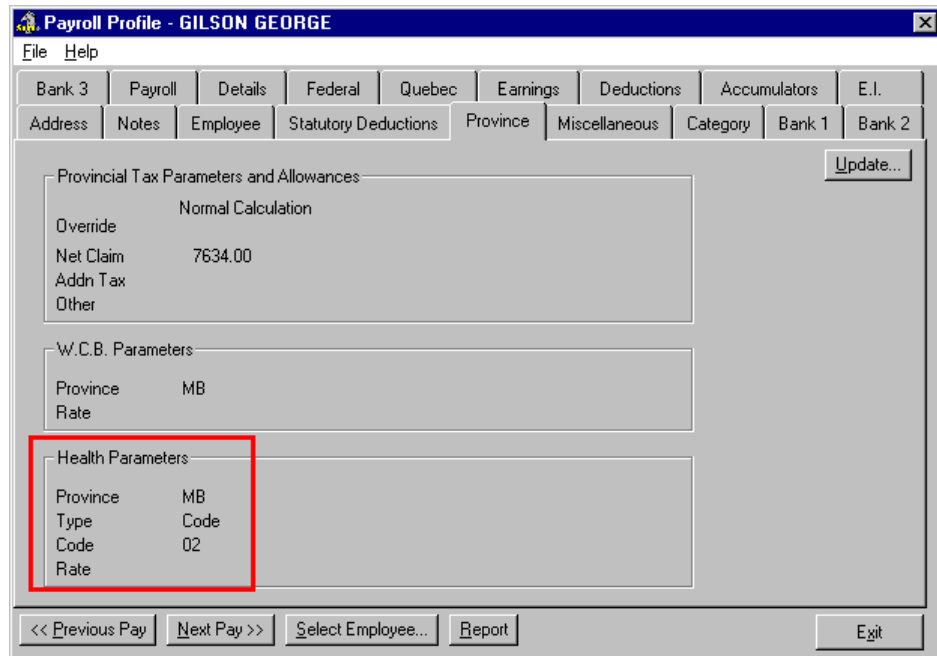 Payroll Profile - GILSON GEORGE
File Help
Bank 3 Payroll Details Federal Quebec Earnings Deductions Accumulators E.I.
Address Notes Employee Statutory Deductions Province Miscellaneous Category Bank 1 Bank 2
Update...
Provincial Tax Parameters and Allowances
Normal Calculation
Override
Net Claim 7634.00
Addn Tax
Other
W.C.B. Parameters
Province MB
Rate
Health Parameters
Province MB
Type Code
Code 02
Rate
<< Previous Pay Next Pay >> Select Employee... Report Exit